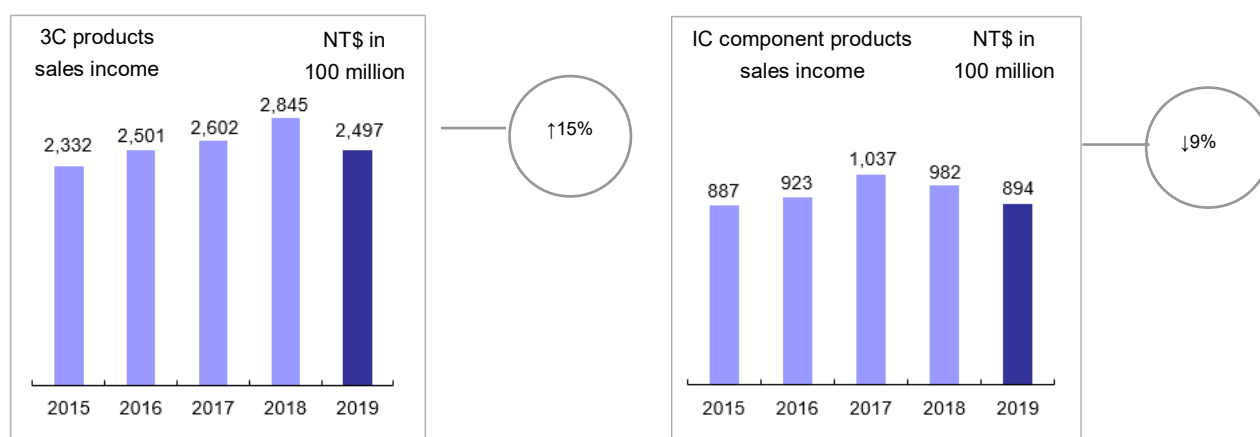 3C products
sales income
NT$ in
100 million
2,332
2,501
2,602
2,845
2,497
2015 2016 2017 2018 2019
↑15%
IC component products
sales income
NT$ in
100 million
887
923
1,037
982
894
2015 2016 2017 2018 2019
↓9%